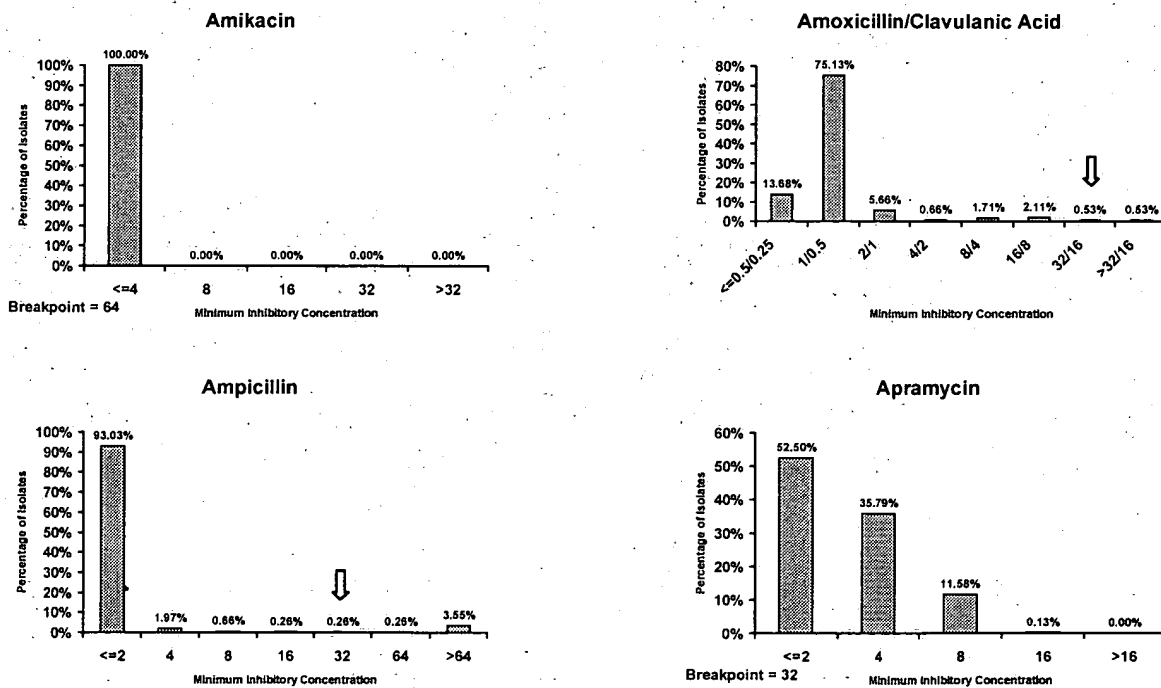 Amikacin
100.00%
100%
90%
80%
70%
60%
50%
40%
30%
20%
10%
0%
Percentage of Isolates
0.00% 0.00% 0.00% 0.00%
<=4 8 16 32 >32
Breakpoint = 64
Minimum Inhibitory Concentration
Amoxicillin/Clavulanic Acid
80%
70%
60%
50%
40%
30%
20%
10%
0%
Percentage of Isolates
13.68% 75.13% 5.66% 0.66% 1.71% 2.11% 0.53% 0.53%
<=0.5/0.25 1/0.5 2/1 4/2 8/4 16/8 32/16 >32/16
Minimum Inhibitory Concentration
Ampicillin
100%
90%
80%
70%
60%
50%
40%
30%
20%
10%
0%
Percentage of Isolates
93.03% 1.97% 0.66% 0.26% 0.26% 0.26% 3.55%
<=2 4 8 16 32 64 >64
Minimum Inhibitory Concentration
Apramycin
60%
50%
40%
30%
20%
10%
0%
Percentage of Isolates
52.50% 35.79% 11.58% 0.13% 0.00%
<=2 4 8 16 >16
Breakpoint = 32
Minimum Inhibitory Concentration